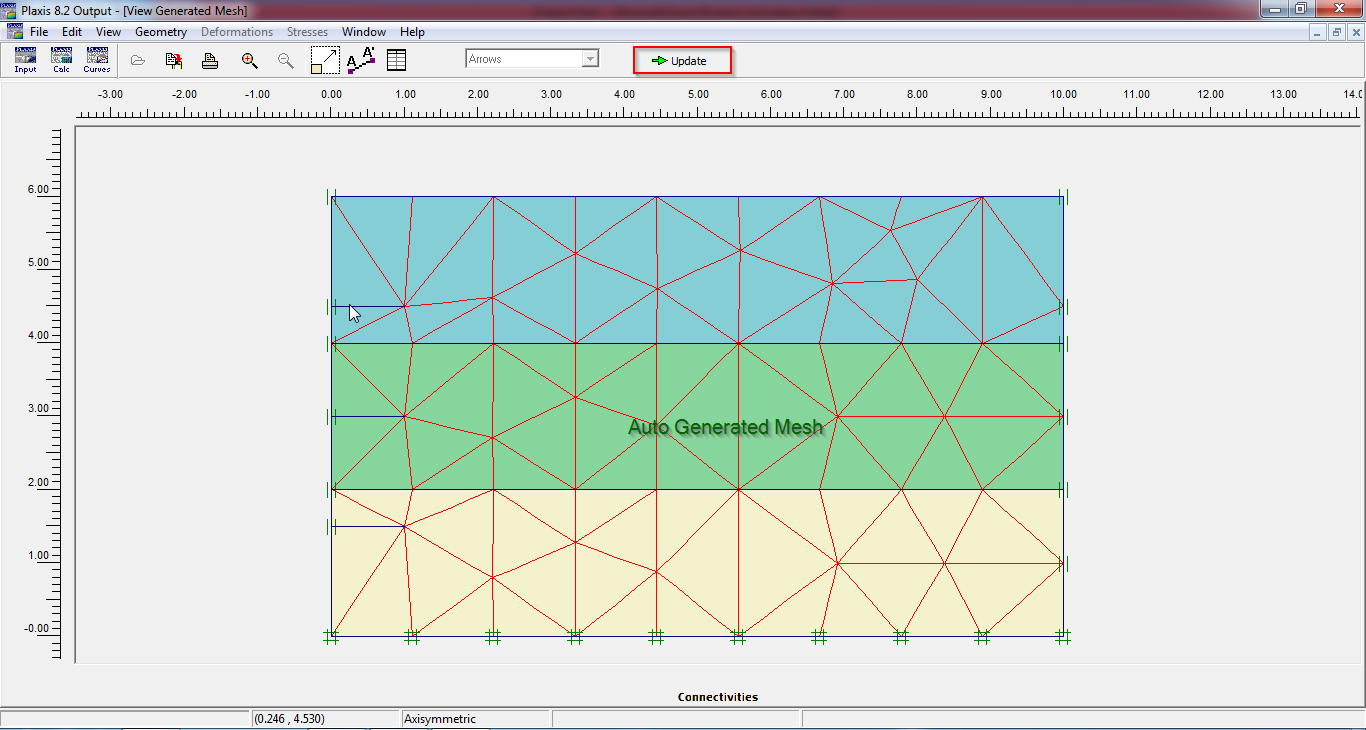 Plaxis 8.2 Output - [View Generated Mesh]
File Edit View Geometry Deformations Stresses Window Help
Input Calc Curves A A' Arrows Update
-3.00 -2.00 -1.00 0.00 1.00 2.00 3.00 4.00 5.00 6.00 7.00 8.00 9.00 10.00 11.00 12.00 13.00 14.0
6.00
5.00
4.00
3.00
2.00
1.00
-0.00
Auto Generated Mesh
Connectivities
(0.246 , 4.530) Axisymmetric